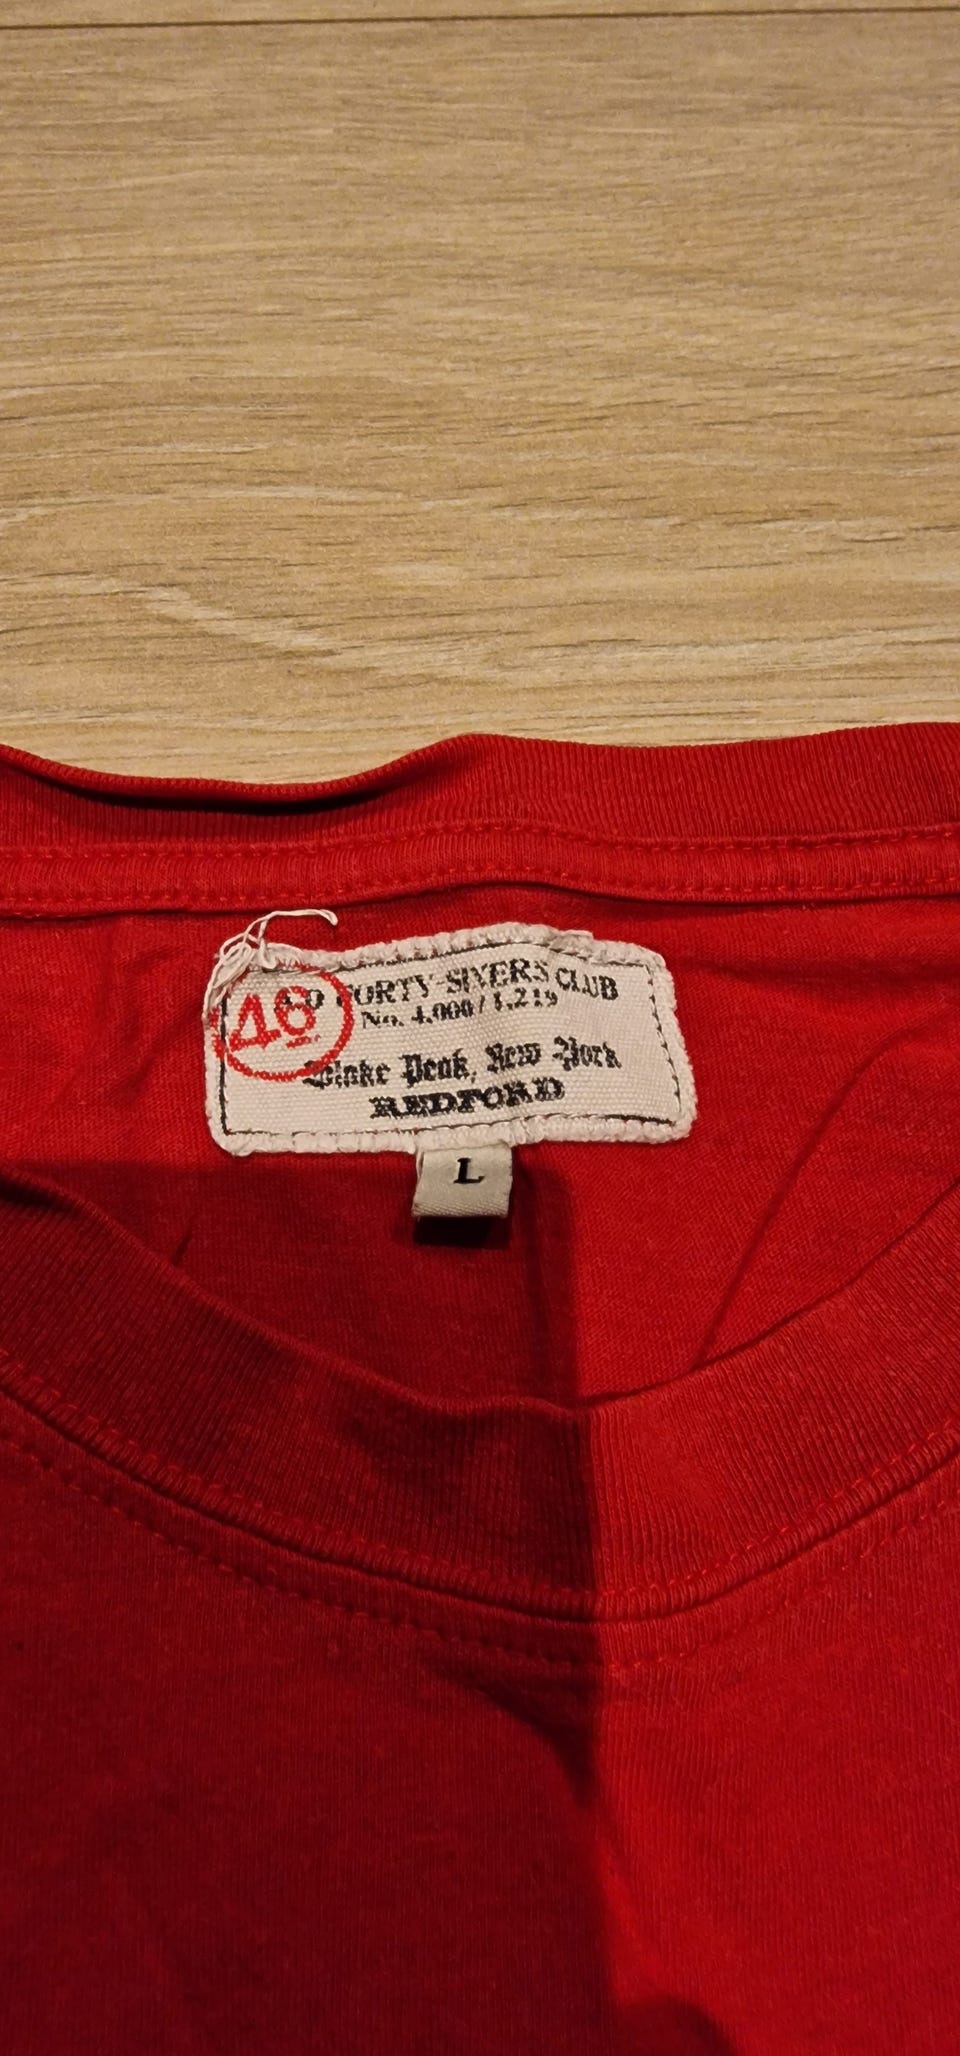 46
FORTY-SIXERS CLUB
No. 4.000 / 1.219
Blake Peak, New York
REDFORD
L